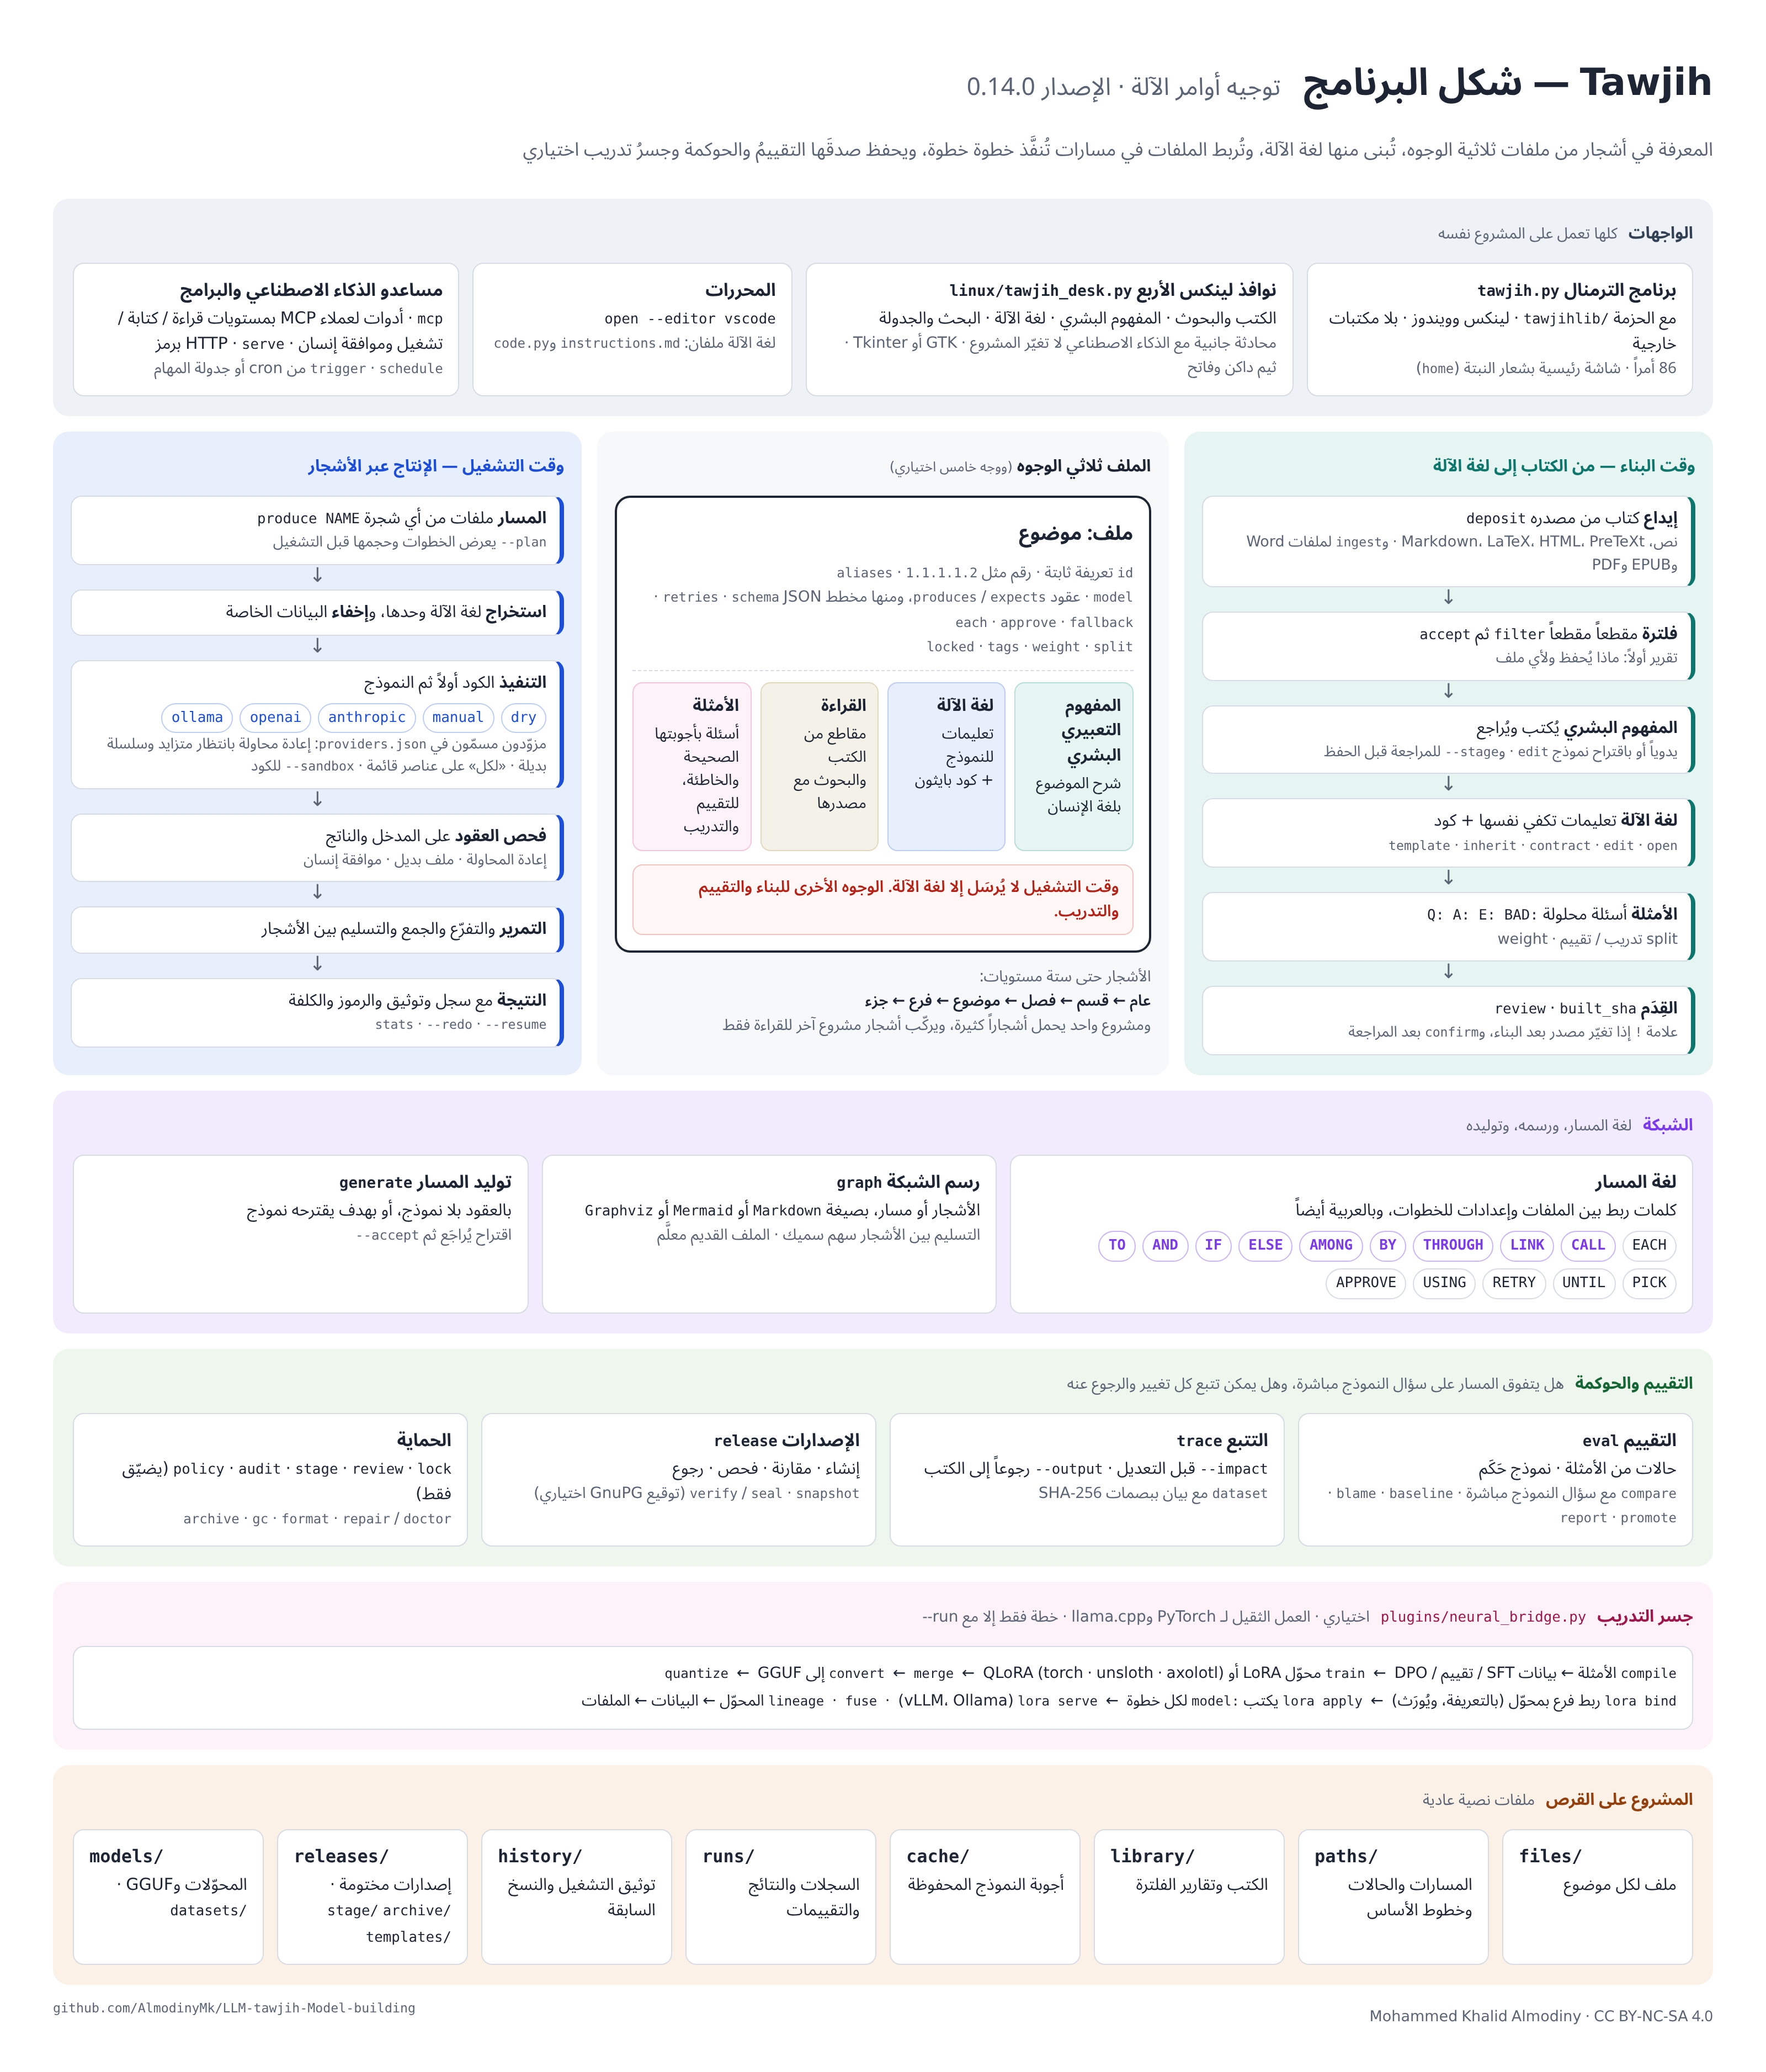 Tawjih — شكل البرنامج توجيه أوامر الآلة · الإصدار 0.14.0
المعرفة في أشجار من ملفات ثلاثية الوجوه، تُبنى منها لغة الآلة، وتُربط الملفات في مسارات تُنفَّذ خطوة خطوة، ويحفظ صدقَها التقييمُ والحوكمة وجسرُ تدريب اختياري
الواجهات كلها تعمل على المشروع نفسه
برنامج الترمنال tawjih.py
مع الحزمة tawjihlib/ · لينكس وويندوز · بلا مكتبات
خارجية
86 أمراً · شاشة رئيسية بشعار النبتة (home)
نوافذ لينكس الأربع linux/tawjih_desk.py
الكتب والبحوث · المفهوم البشري · لغة الآلة · البحث والجدولة
محادثة جانبية مع الذكاء الاصطناعي لا تغيّر المشروع · GTK أو Tkinter ·
ثيم داكن وفاتح
المحررات
open --editor vscode
لغة الآلة ملفان: instructions.md وcode.py
مساعدو الذكاء الاصطناعي والبرامج
mcp · أدوات لعملاء MCP بمستويات قراءة / كتابة /
تشغيل وموافقة إنسان · serve · HTTP برمز
trigger · schedule من cron أو جدولة المهام
وقت البناء — من الكتاب إلى لغة الآلة
إيداع كتاب من مصدره deposit
نص، Markdown، LaTeX، HTML، PreTeXt · وingest لملفات Word
وEPUB وPDF
↓
فلترة مقطعاً مقطعاً filter ثم accept
تقرير أولاً: ماذا يُحفظ ولأي ملف
↓
المفهوم البشري يُكتب ويُراجع
يدوياً أو باقتراح نموذج edit · و--stage للمراجعة قبل الحفظ
↓
لغة الآلة تعليمات تكفي نفسها + كود
template · inherit · contract · edit · open
↓
الأمثلة أسئلة محلولة Q: A: E: BAD:
split تدريب / تقييم · weight
↓
القِدَم review · built_sha
علامة ! إذا تغيّر مصدر بعد البناء، وconfirm بعد المراجعة
الملف ثلاثي الوجوه (ووجه خامس اختياري)
ملف: موضوع
id تعريفة ثابتة · رقم مثل 1.1.1.1.2 · aliases
model · عقود produces / expects، ومنها مخطط retries · schema JSON ·
each · approve · fallback
locked · tags · weight · split
المفهوم
التعبيري
البشري
شرح الموضوع
بلغة الإنسان
لغة الآلة
تعليمات
للنموذج
+ كود بايثون
القراءة
مقاطع من
الكتب
والبحوث مع
مصدرها
الأمثلة
أسئلة بأجوبتها
الصحيحة
والخاطئة،
للتقييم
والتدريب
وقت التشغيل لا يُرسَل إلا لغة الآلة. الوجوه الأخرى للبناء والتقييم
والتدريب.
الأشجار حتى ستة مستويات:
عام ← قسم ← فصل ← موضوع ← فرع ← جزء
ومشروع واحد يحمل أشجاراً كثيرة، ويركّب أشجار مشروع آخر للقراءة فقط
وقت التشغيل — الإنتاج عبر الأشجار
المسار ملفات من أي شجرة produce NAME
--plan يعرض الخطوات وحجمها قبل التشغيل
↓
استخراج لغة الآلة وحدها، وإخفاء البيانات الخاصة
↓
التنفيذ الكود أولاً ثم النموذج
dry manual anthropic openai ollama
مزوّدون مسمّون في providers.json: إعادة محاولة بانتظار متزايد وسلسلة
بديلة · «لكل» على عناصر قائمة · --sandbox للكود
↓
فحص العقود على المدخل والناتج
إعادة المحاولة · ملف بديل · موافقة إنسان
↓
التمرير والتفرّع والجمع والتسليم بين الأشجار
↓
النتيجة مع سجل وتوثيق والرموز والكلفة
stats · --redo · --resume
الشبكة لغة المسار، ورسمه، وتوليده
لغة المسار
كلمات ربط بين الملفات وإعدادات للخطوات، وبالعربية أيضاً
EACH CALL LINK THROUGH BY AMONG ELSE IF AND TO
PICK UNTIL RETRY USING APPROVE
رسم الشبكة graph
الأشجار أو مسار، بصيغة Markdown أو Mermaid أو Graphviz
التسليم بين الأشجار سهم سميك · الملف القديم معلَّم
توليد المسار generate
بالعقود بلا نموذج، أو بهدف يقترحه نموذج
اقتراح يُراجَع ثم --accept
التقييم والحوكمة هل يتفوق المسار على سؤال النموذج مباشرة، وهل يمكن تتبع كل تغيير والرجوع عنه
التقييم eval
حالات من الأمثلة · نموذج حَكَم
compare مع سؤال النموذج مباشرة · blame · baseline ·
report · promote
التتبع trace
--impact قبل التعديل · --output رجوعاً إلى الكتب
dataset مع بيان ببصمات SHA-256
الإصدارات release
إنشاء · مقارنة · فحص · رجوع
verify / seal · snapshot (توقيع GnuPG اختياري)
الحماية
policy · audit · stage · review · lock (يضيّق
فقط)
archive · gc · format · repair / doctor
جسر التدريب plugins/neural_bridge.py اختياري · العمل الثقيل لـ PyTorch وllama.cpp · خطة فقط إلا مع --run
compile الأمثلة ← بيانات SFT / تقييم / DPO ← train محوّل LoRA أو QLoRA (torch · unsloth · axolotl) ← merge ← convert إلى GGUF ← quantize
lora bind ربط فرع بمحوّل (بالتعريفة، ويُورَث) ← lora apply يكتب model: لكل خطوة ← lora serve (vLLM، Ollama) · lineage · fuse المحوّل ← البيانات ← الملفات
المشروع على القرص ملفات نصية عادية
files/
ملف لكل موضوع
paths/
المسارات والحالات
وخطوط الأساس
library/
الكتب وتقارير الفلترة
cache/
أجوبة النموذج المحفوظة
runs/
السجلات والنتائج
والتقييمات
history/
توثيق التشغيل والنسخ
السابقة
releases/
إصدارات مختومة ·
stage/ archive/
templates/
models/
المحوّلات وGGUF ·
datasets/
Mohammed Khalid Almodiny · CC BY-NC-SA 4.0
github.com/AlmodinyMk/LLM-tawjih-Model-building